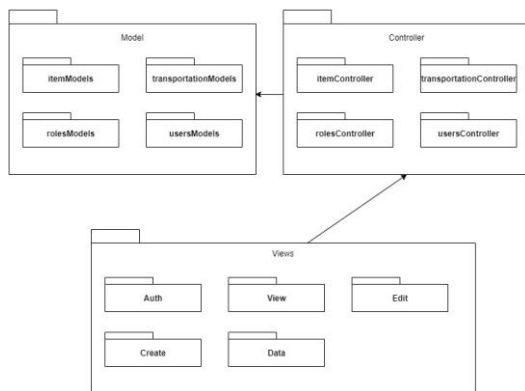 Model
itemModels
transportationModels
rolesModels
usersModels
Controller
itemController
transportationController
rolesController
usersController
Views
Auth
View
Edit
Create
Data